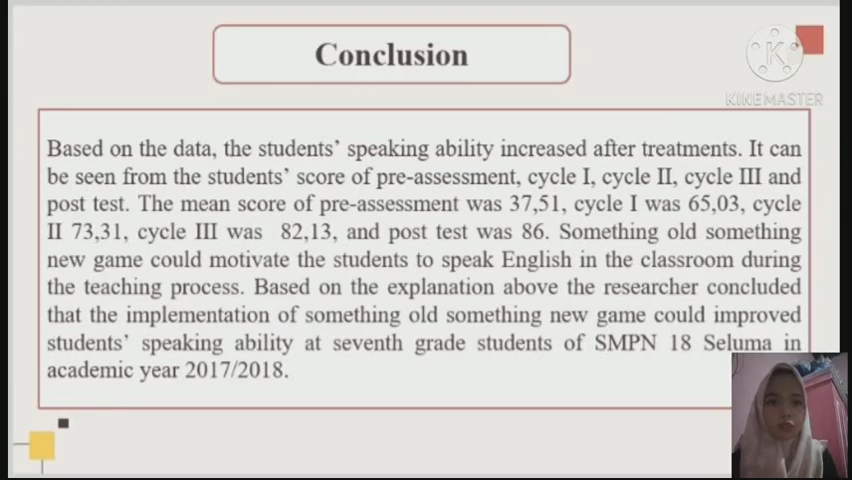 Conclusion
KINEMASTER
Based on the data, the students' speaking ability increased after treatments. It can
be seen from the students' score of pre-assessment, cycle I, cycle II, cycle III and
post test. The mean score of pre-assessment was 37,51, cycle I was 65,03, cycle
II 73,31, cycle III was 82,13, and post test was 86. Something old something
new game could motivate the students to speak English in the classroom during
the teaching process. Based on the explanation above the researcher concluded
that the implementation of something old something new game could improved
students' speaking ability at seventh grade students of SMPN 18 Seluma in
academic year 2017/2018.